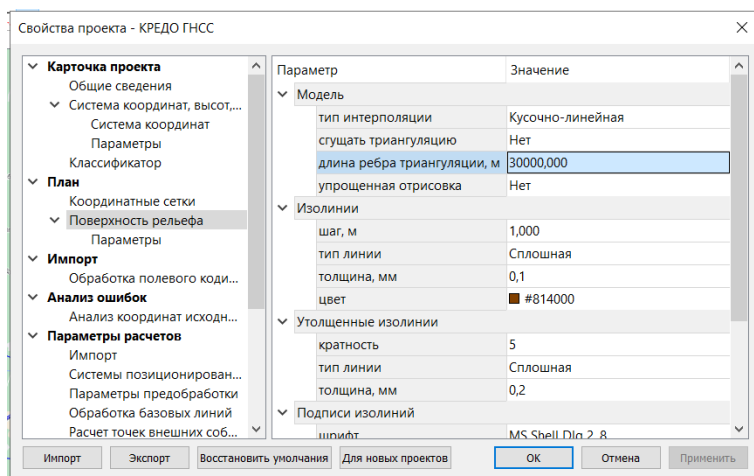 Свойства проекта - КРЕДО ГНСС
Карточка проекта
Общие сведения
Система координат, высот,...
Система координат
Параметры
Классификатор
План
Координатные сетки
Поверхность рельефа
Параметры
Импорт
Обработка полевого коди...
Анализ ошибок
Анализ координат исходн...
Параметры расчетов
Импорт
Системы позиционирован...
Параметры предобработки
Обработка базовых линий
Расчет точек внешних соб...
Параметр Значение
Модель
тип интерполяции Кусочно-линейная
сгущать триангуляцию Нет
длина ребра триангуляции, м 30000,000
упрощенная отрисовка Нет
Изолинии
шаг, м 1,000
тип линии Сплошная
толщина, мм 0,1
цвет #814000
Утолщенные изолинии
кратность 5
тип линии Сплошная
толщина, мм 0,2
Подписи изолиний
шрифт MS Shell Dlg 2, 8
Импорт Экспорт Восстановить умолчания Для новых проектов OK Отмена Применить